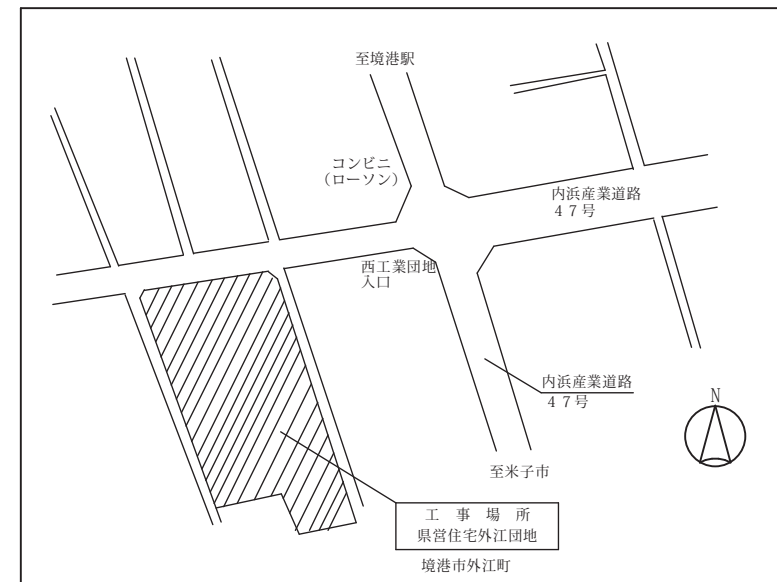 至境港駅
コンビニ
（ローソン）
内浜産業道路
４７号
西工業団地
入口
内浜産業道路
４７号
N
至米子市
工　事　場　所
県営住宅外江団地
境港市外江町